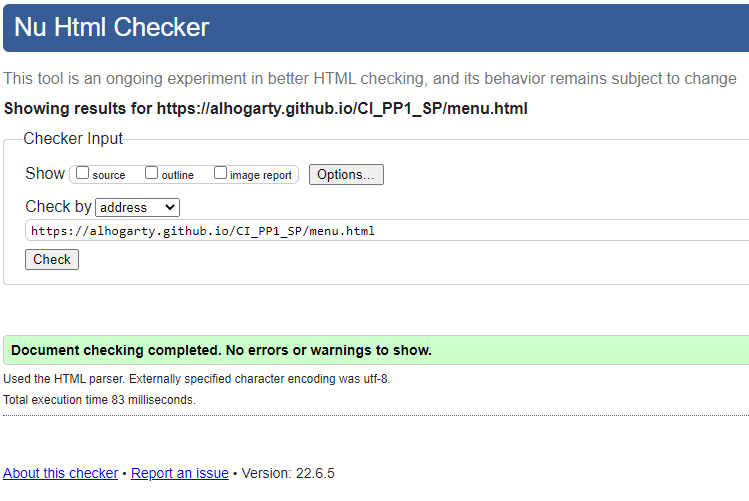 Nu Html Checker
This tool is an ongoing experiment in better HTML checking, and its behavior remains subject to change
Showing results for https://alhogarty.github.io/CI_PP1_SP/menu.html
Checker Input
Show source outline image report Options...
Check by address
https://alhogarty.github.io/CI_PP1_SP/menu.html
Check
Document checking completed. No errors or warnings to show.
Used the HTML parser. Externally specified character encoding was utf-8.
Total execution time 83 milliseconds.
About this checker • Report an issue • Version: 22.6.5